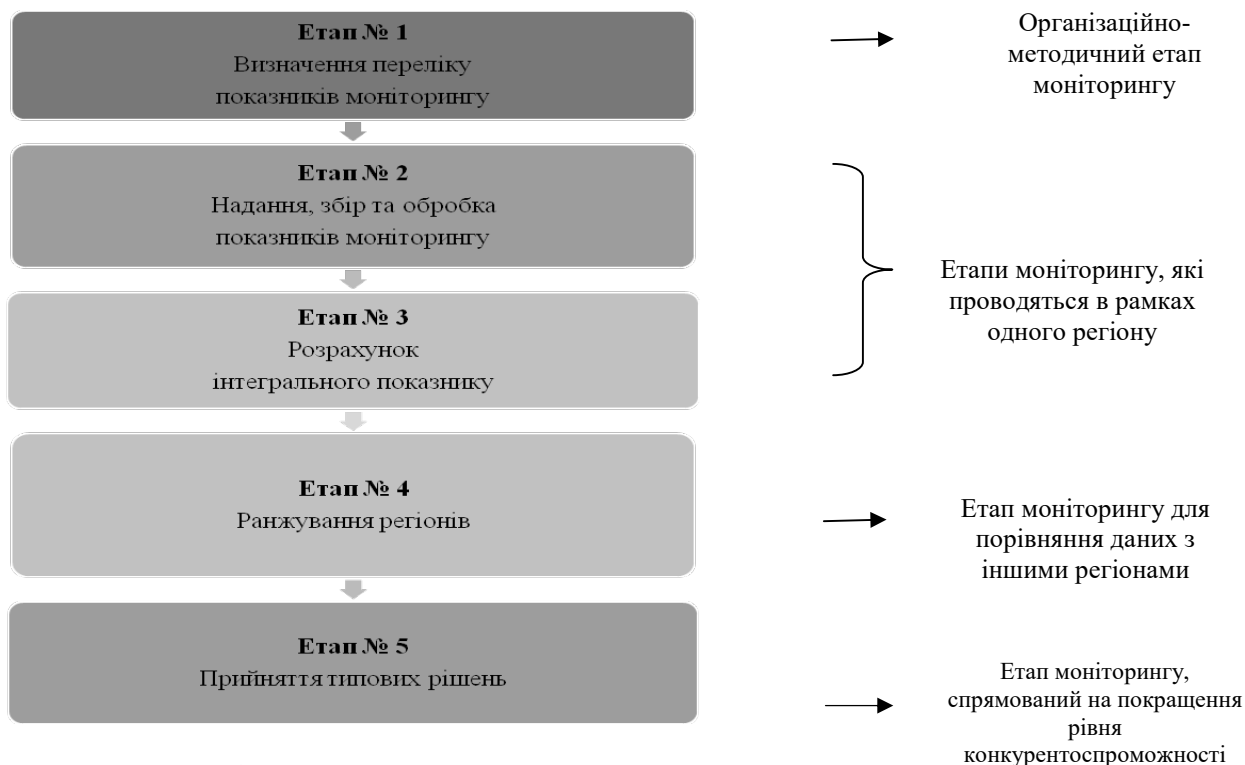 Етап № 1
Визначення переліку
показників моніторингу
Організаційно-
методичний етап
моніторингу
Етап № 2
Надання, збір та обробка
показників моніторингу
Етап № 3
Розрахунок
інтегрального показнику
Етапи моніторингу, які
проводяться в рамках
одного регіону
Етап № 4
Ранжування регіонів
Етап моніторингу для
порівняння даних з
іншими регіонами
Етап № 5
Прийняття типових рішень
Етап моніторингу,
спрямований на покращення
рівня
конкурентоспроможності